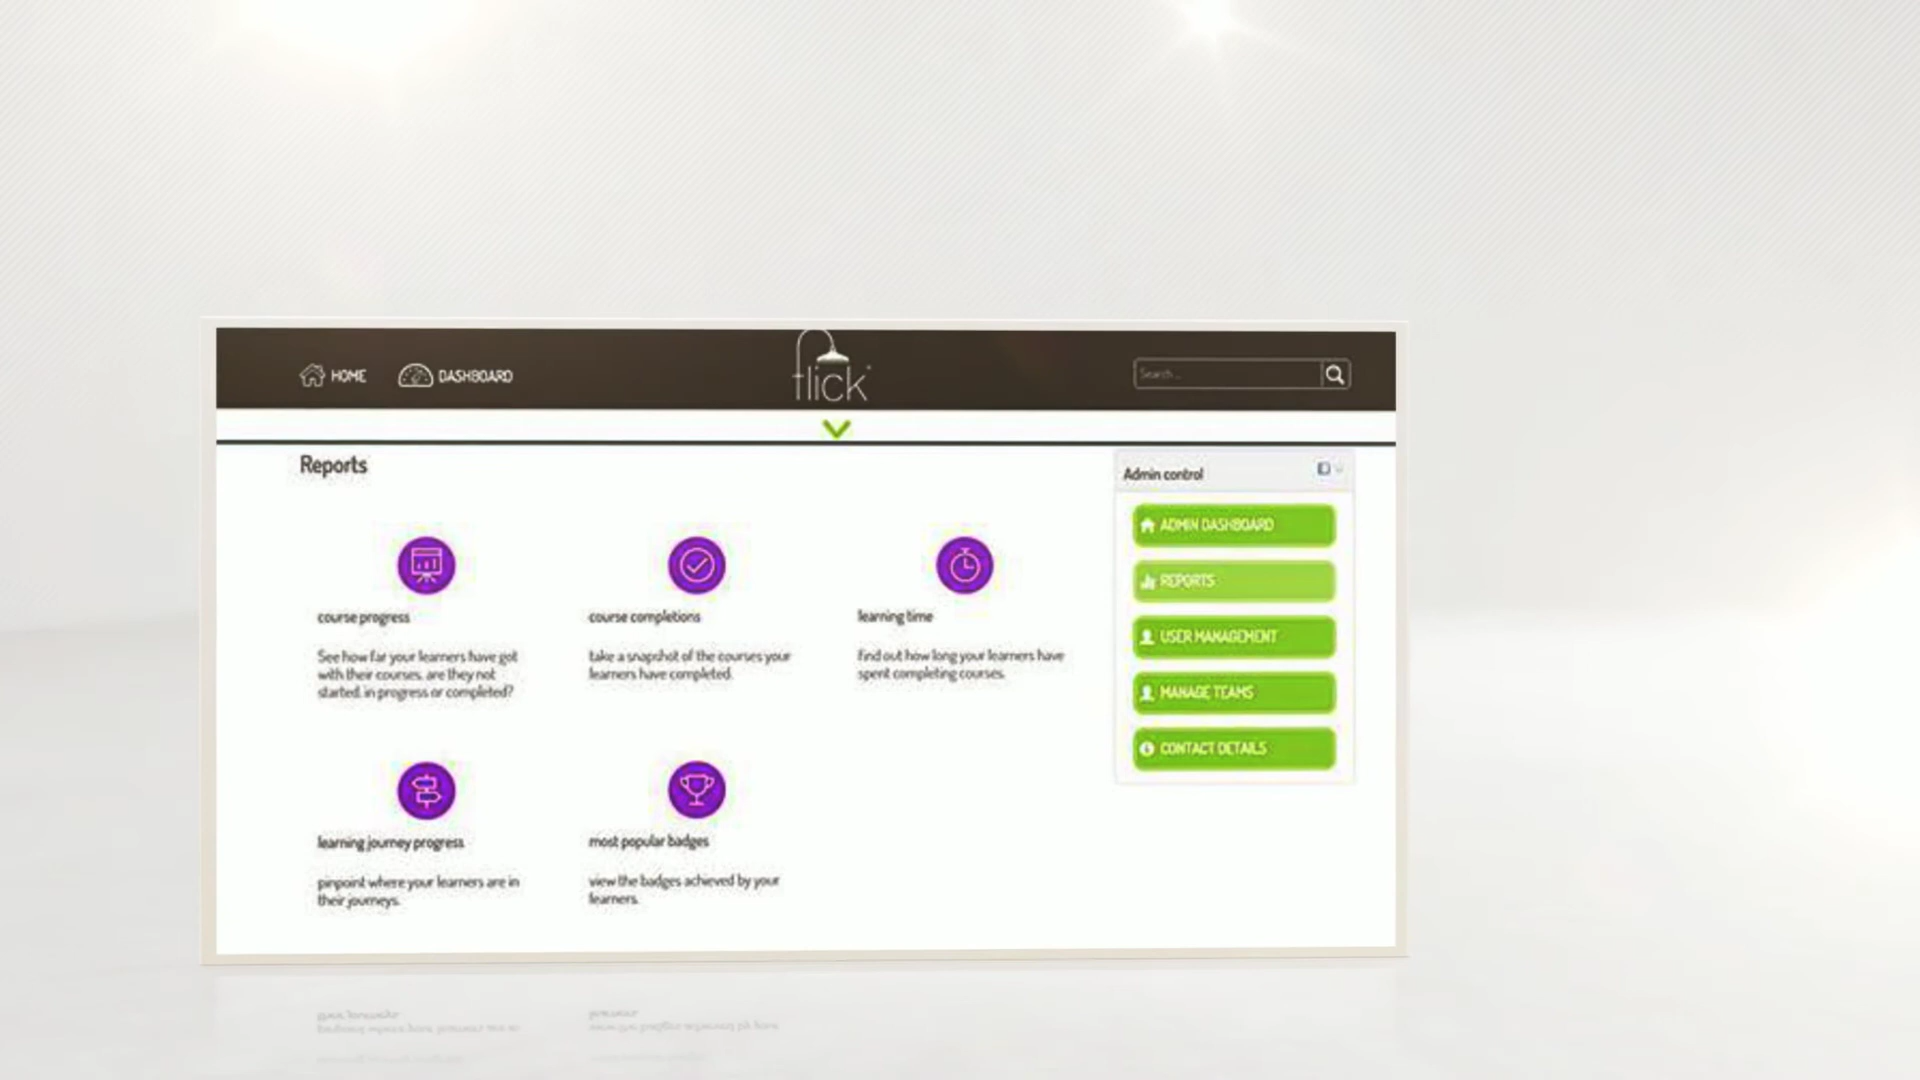 HOME
DASHBOARD
flick
Search...
Reports
Admin control
course progress
See how far your learners have got
with their courses, are they not
started, in progress or completed?
course completions
take a snapshot of the courses your
learners have completed.
learning time
find out how long your learners have
spent completing courses.
learning journey progress
pinpoint where your learners are in
their journeys.
most popular badges
view the badges achieved by your
learners.
ADMIN DASHBOARD
REPORTS
USER MANAGEMENT
MANAGE TEAMS
CONTACT DETAILS